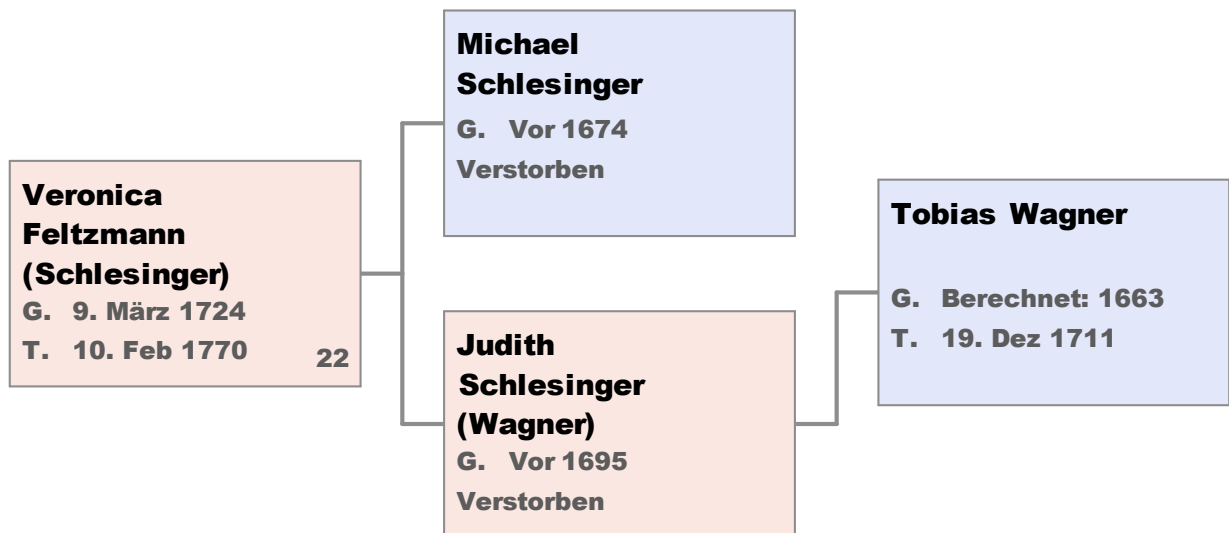 Michael
Schlesinger
G. Vor 1674
Verstorben
Veronica
Feltzmann
(Schlesinger)
G. 9. März 1724
T. 10. Feb 1770
22
Judith
Schlesinger
(Wagner)
G. Vor 1695
Verstorben
Tobias Wagner
G. Berechnet: 1663
T. 19. Dez 1711